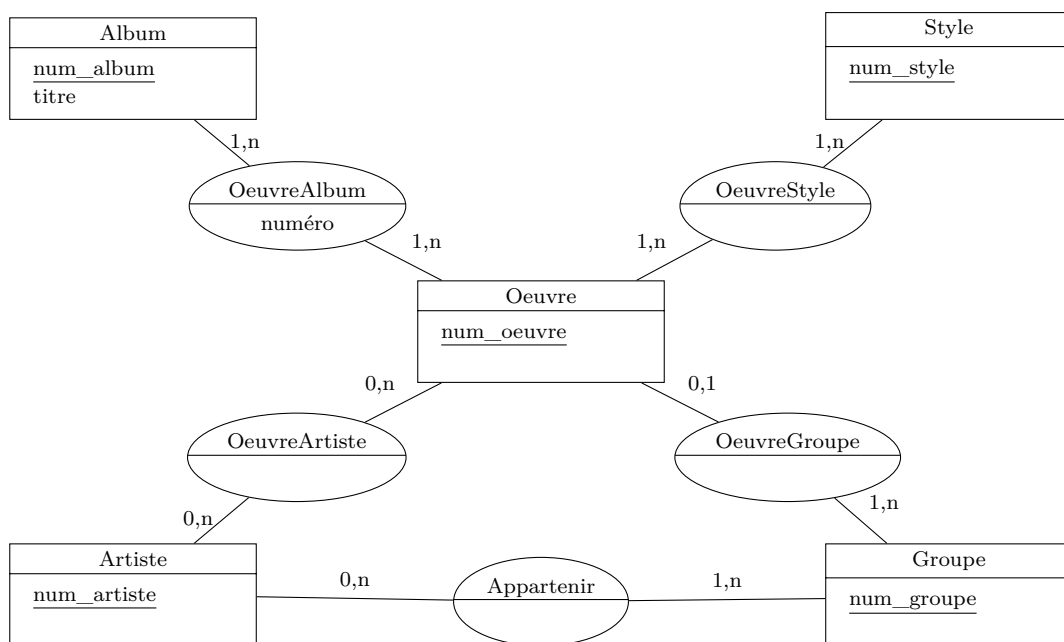 Album
num_album
titre
Style
num_style
1,n
1,n
OeuvreAlbum
numéro
OeuvreStyle
1,n
1,n
Oeuvre
num_oeuvre
0,n
0,1
OeuvreArtiste
OeuvreGroupe
0,n
1,n
Artiste
num_artiste
0,n
Appartenir
1,n
Groupe
num_groupe